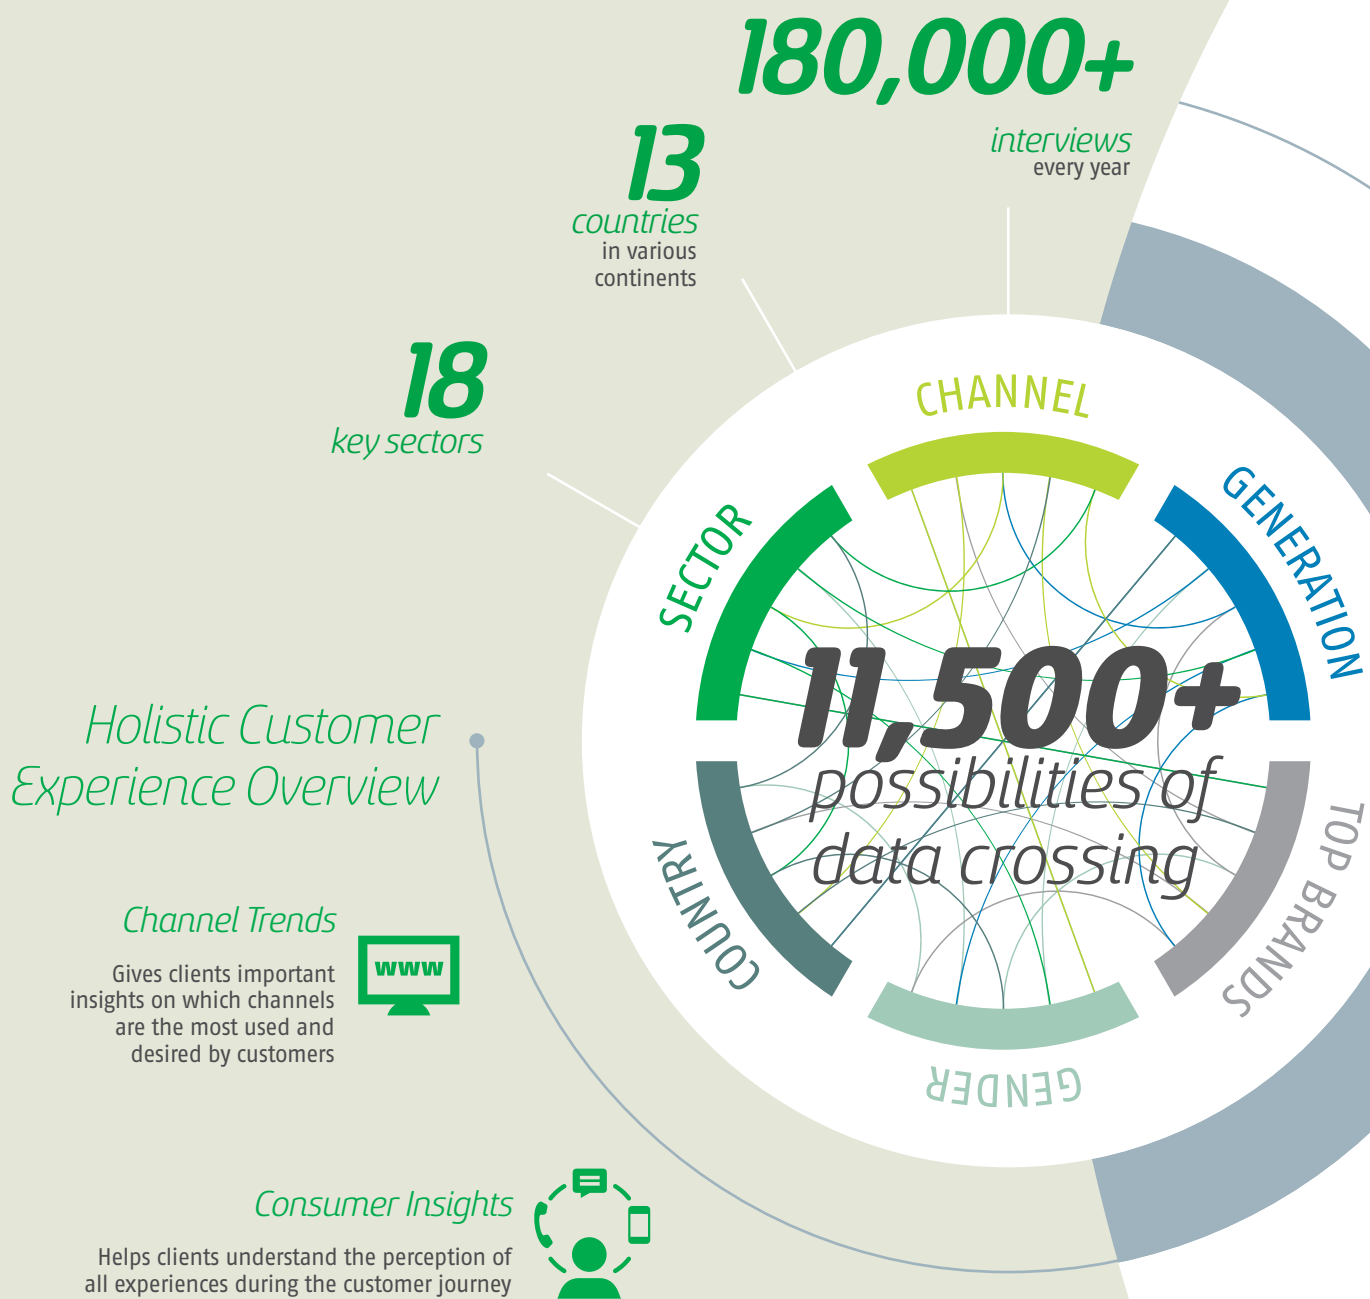 180,000+
interviews
every year
13
countries
in various
continents
18
key sectors
CHANNEL
GENERATION
SECTOR
11,500+
possibilities of
data crossing
TOP BRANDS
COUNTRY
GENDER
Holistic Customer
Experience Overview
Channel Trends
Gives clients important
insights on which channels
are the most used and
desired by customers
www
Consumer Insights
Helps clients understand the perception of
all experiences during the customer journey